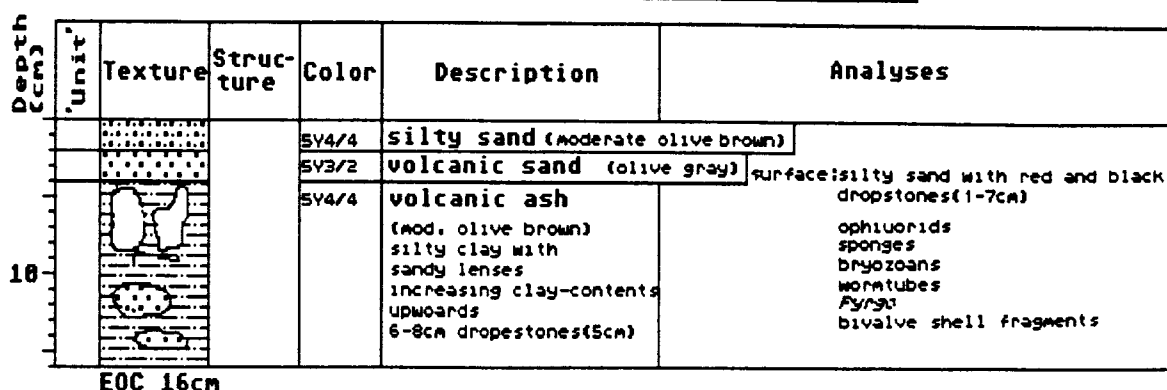 Depth (cm) 'Unit' Texture Struc-ture Color Description Analyses
5Y4/4 silty sand (moderate olive brown)
5Y3/2 volcanic sand (olive gray)
surface: silty sand with red and black
dropstones(1-7cm)
5Y4/4 volcanic ash
(mod. olive brown)
silty clay with
sandy lenses
increasing clay-contents
upwoards
6-8cm dropestones(5cm)
ophiuorids
sponges
bryozoans
wormtubes
Pyrgo
bivalve shell fragments
10
EOC 16cm